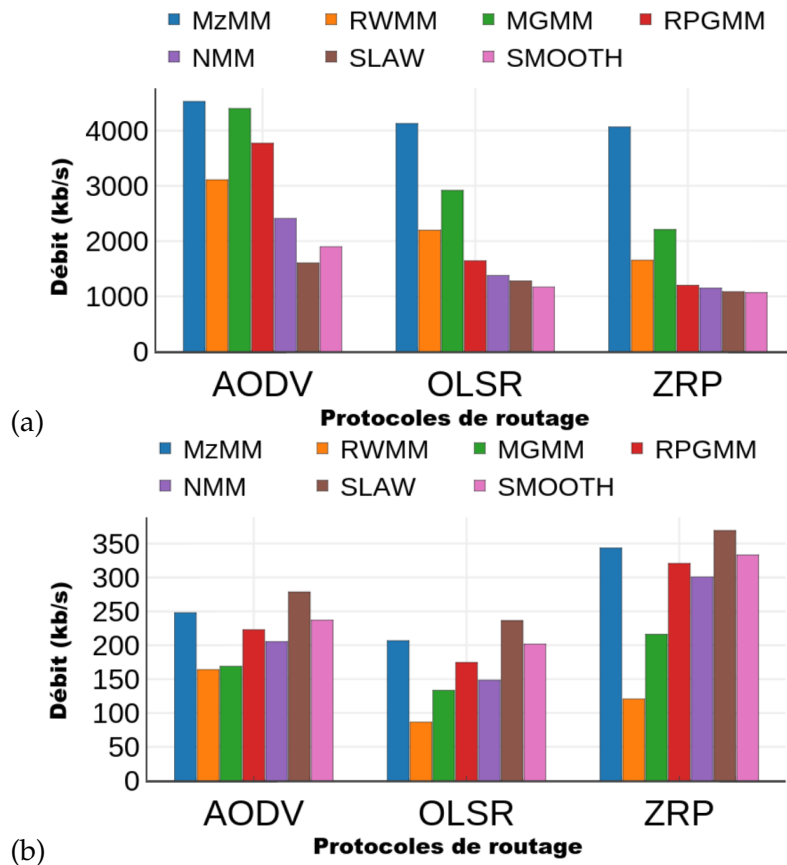 MzMM RWMM MGMM RPGMM
NMM SLAW SMOOTH
Débit (kb/s)
4000
3000
2000
1000
0
AODV OLSR ZRP
Protocoles de routage
(a)
MzMM RWMM MGMM RPGMM
NMM SLAW SMOOTH
Débit (kb/s)
350
300
250
200
150
100
50
0
AODV OLSR ZRP
Protocoles de routage
(b)